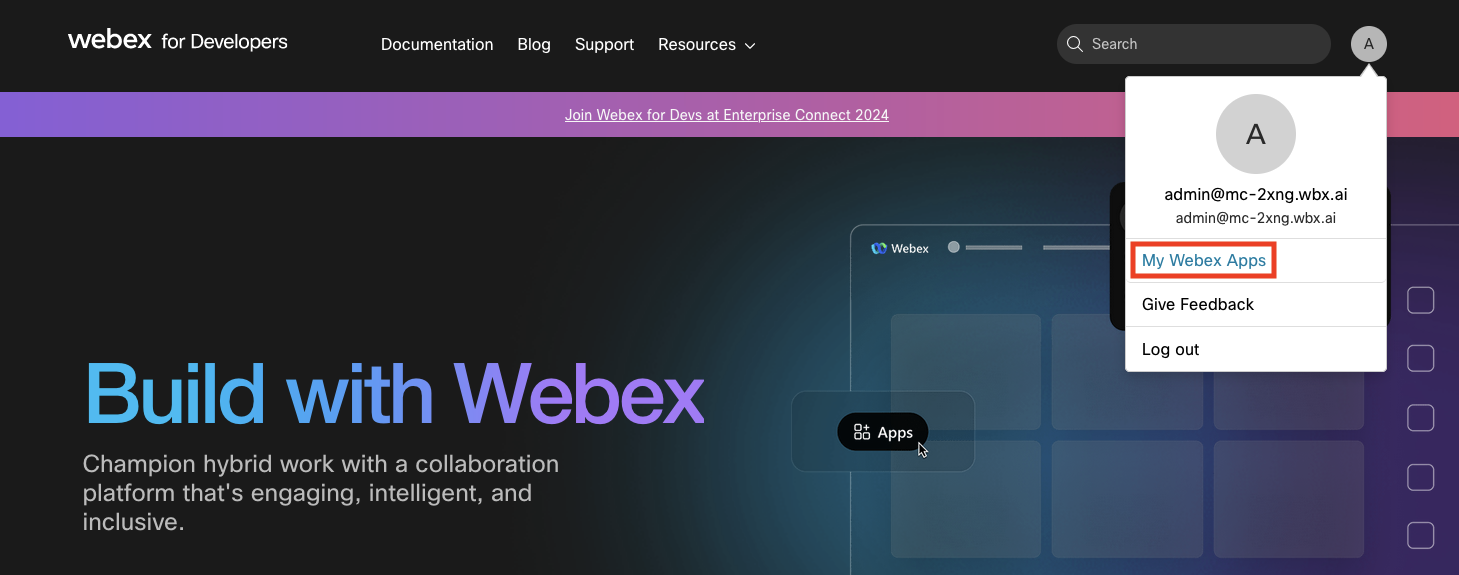 webex for Developers
Documentation
Blog
Support
Resources
Search
A
Join Webex for Devs at Enterprise Connect 2024
A
admin@mc-2xng.wbx.ai
admin@mc-2xng.wbx.ai
My Webex Apps
Give Feedback
Log out
Webex
Build with Webex
Apps
Champion hybrid work with a collaboration
platform that's engaging, intelligent, and
inclusive.